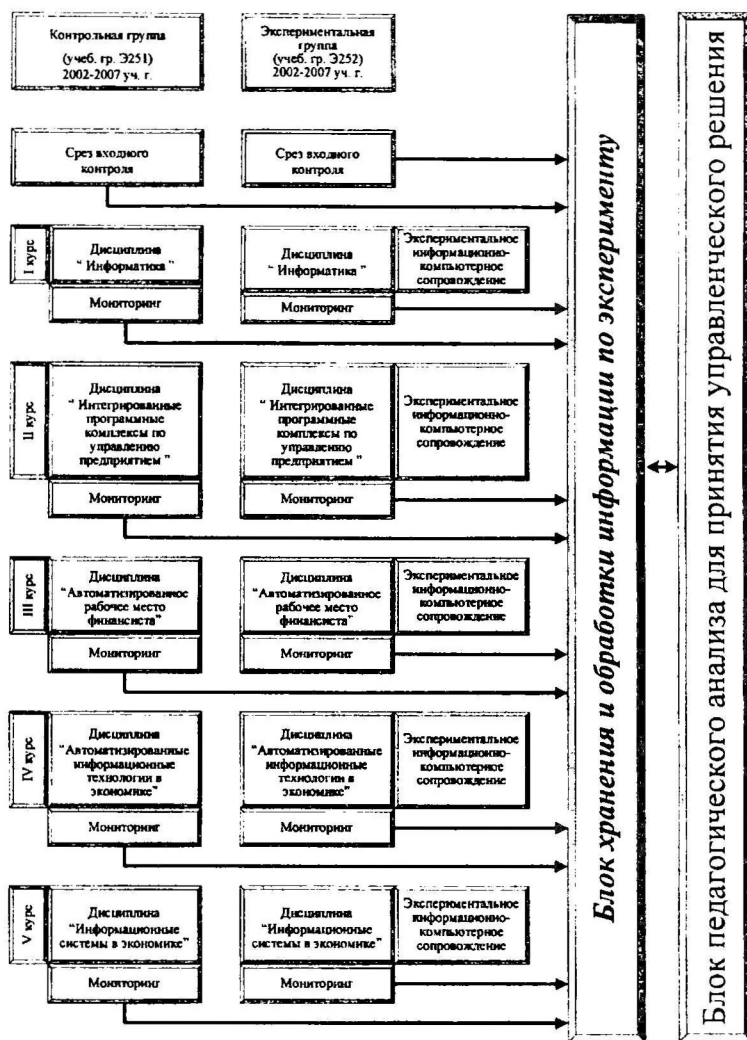 Контрольная группа
(учеб. гр. Э251)
2002-2007 уч. г.
Экспериментальная
группа
(учеб. гр. Э252)
2002-2007 уч. г.
Срез входного
контроля
Срез входного
контроля
I курс
Дисциплина
“ Информатика ”
Мониторинг
Дисциплина
“ Информатика ”
Мониторинг
Экспериментальное
информационно-
компьютерное
сопровождение
II курс
Дисциплина
“ Интегрированные
программные
комплексы по
управлению
предприятием ”
Мониторинг
Дисциплина
“ Интегрированные
программные
комплексы по
управлению
предприятием ”
Мониторинг
Экспериментальное
информационно-
компьютерное
сопровождение
III курс
Дисциплина
“Автоматизированное
рабочее место
финансиста”
Мониторинг
Дисциплина
“Автоматизированное
рабочее место
финансиста”
Мониторинг
Экспериментальное
информационно-
компьютерное
сопровождение
IV курс
Дисциплина
“Автоматизированные
информационные
технологии в
экономике”
Мониторинг
Дисциплина
“Автоматизированные
информационные
технологии в
экономике”
Мониторинг
Экспериментальное
информационно-
компьютерное
сопровождение
V курс
Дисциплина
“Информационные
системы в экономике”
Мониторинг
Дисциплина
“Информационные
системы в экономике”
Мониторинг
Экспериментальное
информационно-
компьютерное
сопровождение
Блок хранения и обработки информации по эксперименту
Блок педагогического анализа для принятия управленческого решения